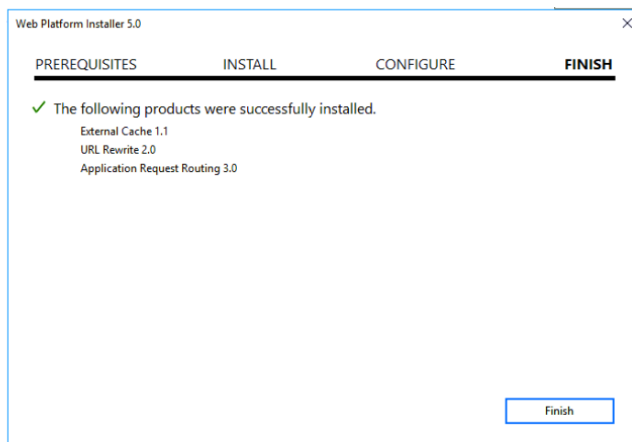 Web Platform Installer 5.0
PREREQUISITES INSTALL CONFIGURE FINISH
The following products were successfully installed.
External Cache 1.1
URL Rewrite 2.0
Application Request Routing 3.0
Finish